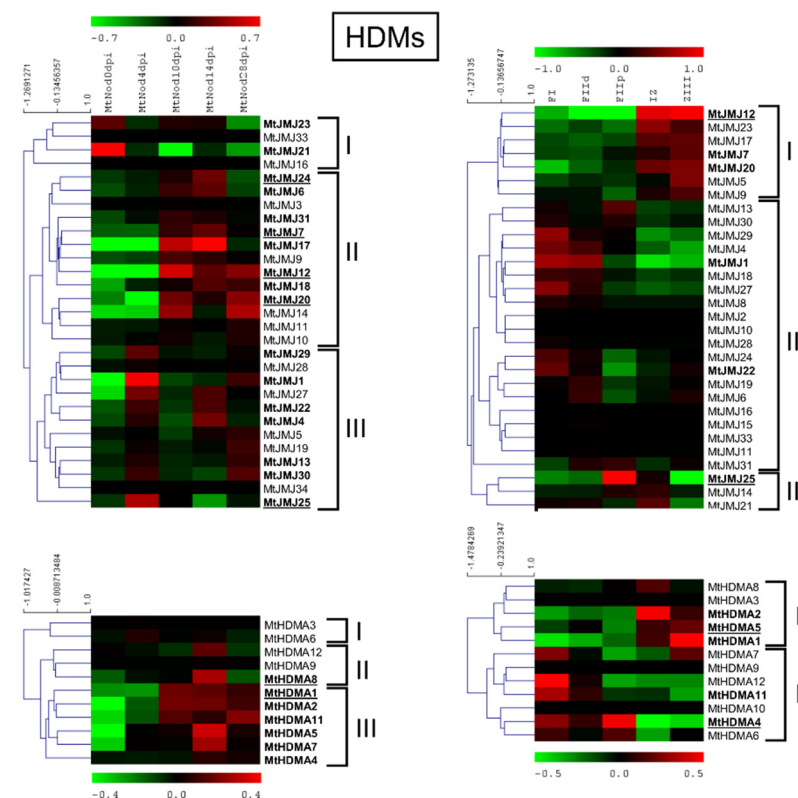 HDMs
-0.7 0.0 0.7
-1.2691271 -0.13456357 1.0
MtNod0dpi MtNod4dpi MtNod10dpi MtNod14dpi MtNod28dpi
MtJMJ23
MtJMJ33
MtJMJ21
MtJMJ16
I
MtJMJ24
MtJMJ6
MtJMJ3
MtJMJ31
MtJMJ7
MtJMJ17
MtJMJ9
MtJMJ12
MtJMJ18
MtJMJ20
MtJMJ14
MtJMJ11
MtJMJ10
II
MtJMJ29
MtJMJ28
MtJMJ1
MtJMJ27
MtJMJ22
MtJMJ4
MtJMJ5
MtJMJ19
MtJMJ13
MtJMJ30
MtJMJ34
MtJMJ25
III
-1.0 0.0 1.0
-1.273135 -0.13656747 1.0
FI FIId FIIp IZ ZIII
MtJMJ12
MtJMJ23
MtJMJ17
MtJMJ7
MtJMJ20
MtJMJ5
MtJMJ9
I
MtJMJ13
MtJMJ30
MtJMJ29
MtJMJ4
MtJMJ1
MtJMJ18
MtJMJ27
MtJMJ8
MtJMJ2
MtJMJ10
MtJMJ28
MtJMJ24
MtJMJ22
MtJMJ19
MtJMJ6
MtJMJ16
MtJMJ15
MtJMJ33
MtJMJ11
MtJMJ31
II
MtJMJ25
MtJMJ14
MtJMJ21
II
-1.017427 -0.008713484 1.0
MtHDMA3
MtHDMA6
I
MtHDMA12
MtHDMA9
MtHDMA8
II
MtHDMA1
MtHDMA2
MtHDMA11
MtHDMA5
MtHDMA7
MtHDMA4
III
-0.4 0.0 0.4
-1.4784269 -0.23921347 1.0
MtHDMA8
MtHDMA3
MtHDMA2
MtHDMA5
MtHDMA1
I
MtHDMA7
MtHDMA9
MtHDMA12
MtHDMA11
MtHDMA10
MtHDMA4
MtHDMA6
I
-0.5 0.0 0.5